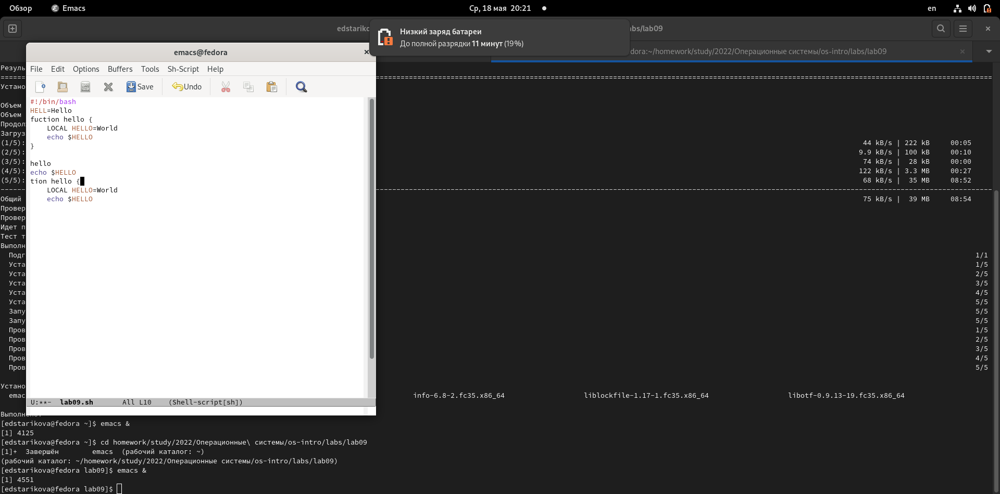 Обзор
Emacs
Ср, 18 мая 20:21
en
edstariko
abs/lab09
Низкий заряд батареи
До полной разрядки 11 минут (19%)
dora:~/homework/study/2022/Операционные системы/os-intro/labs/lab09
emacs@fedora
File Edit Options Buffers Tools Sh-Script Help
Save
Undo
#!/bin/bash
HELL=Hello
fuction hello {
    LOCAL HELLO=World
    echo $HELLO
}
hello
echo $HELLO
tion hello {
    LOCAL HELLO=World
    echo $HELLO
U:**-  lab09.sh       All L10    (Shell-script[sh])
Резуль
================
Устано
Объем
Объем
Продол
Загруз
(1/5): 44 kB/s | 222 kB     00:05
(2/5): 9.9 kB/s | 100 kB     00:10
(3/5): 74 kB/s |  28 kB     00:00
(4/5): 122 kB/s | 3.3 MB     00:27
(5/5): 68 kB/s |  35 MB     08:52
----------------
Общий 75 kB/s |  39 MB     08:54
Провер
Провер
Идет п
Тест т
Выполн
  Подг 1/1
  Уста 1/5
  Уста 2/5
  Уста 3/5
  Уста 4/5
  Уста 5/5
  Запу 5/5
  Запу 5/5
  Пров 1/5
  Пров 2/5
  Пров 3/5
  Пров 4/5
  Пров 5/5
Устано
  emac info-6.8-2.fc35.x86_64 liblockfile-1.17-1.fc35.x86_64 libotf-0.9.13-19.fc35.x86_64
Выполнено!
[edstarikova@fedora ~]$ emacs &
[1] 4125
[edstarikova@fedora ~]$ cd homework/study/2022/Операционные\ системы/os-intro/labs/lab09
[1]+  Завершён        emacs  (рабочий каталог: ~)
(рабочий каталог: ~/homework/study/2022/Операционные системы/os-intro/labs/lab09)
[edstarikova@fedora lab09]$ emacs &
[1] 4551
[edstarikova@fedora lab09]$